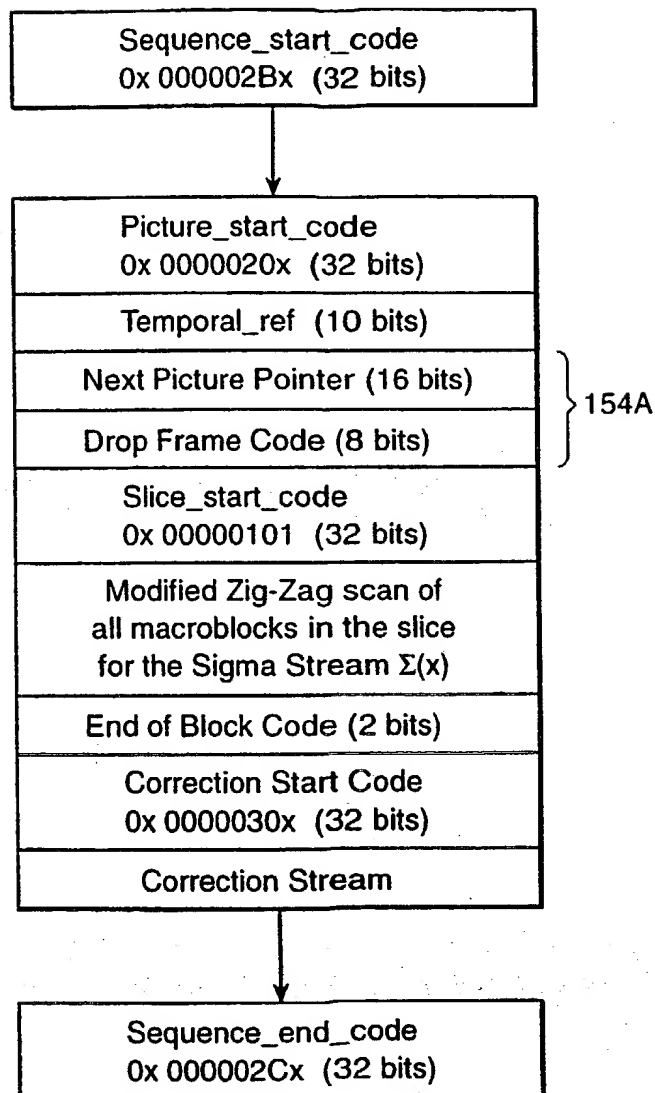 Sequence_start_code
0x 000002Bx (32 bits)
Picture_start_code
0x 0000020x (32 bits)
Temporal_ref (10 bits)
Next Picture Pointer (16 bits)
154A
Drop Frame Code (8 bits)
Slice_start_code
0x 00000101 (32 bits)
Modified Zig-Zag scan of
all macroblocks in the slice
for the Sigma Stream Σ(x)
End of Block Code (2 bits)
Correction Start Code
0x 0000030x (32 bits)
Correction Stream
Sequence_end_code
0x 000002Cx (32 bits)